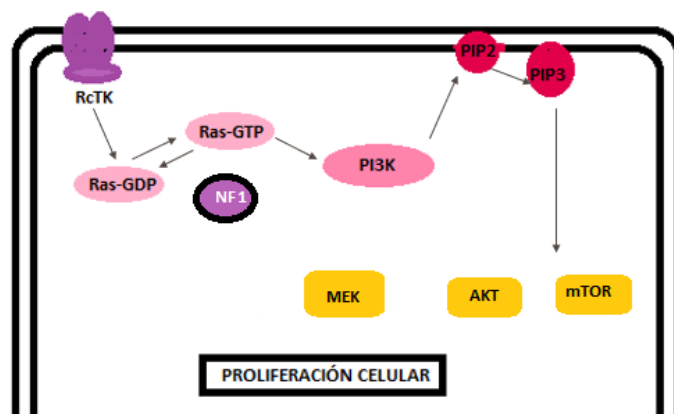 PIP2
PIP3
RcTK
Ras-GTP
PI3K
Ras-GDP
NF1
MEK
AKT
mTOR
PROLIFERACIÓN CELULAR